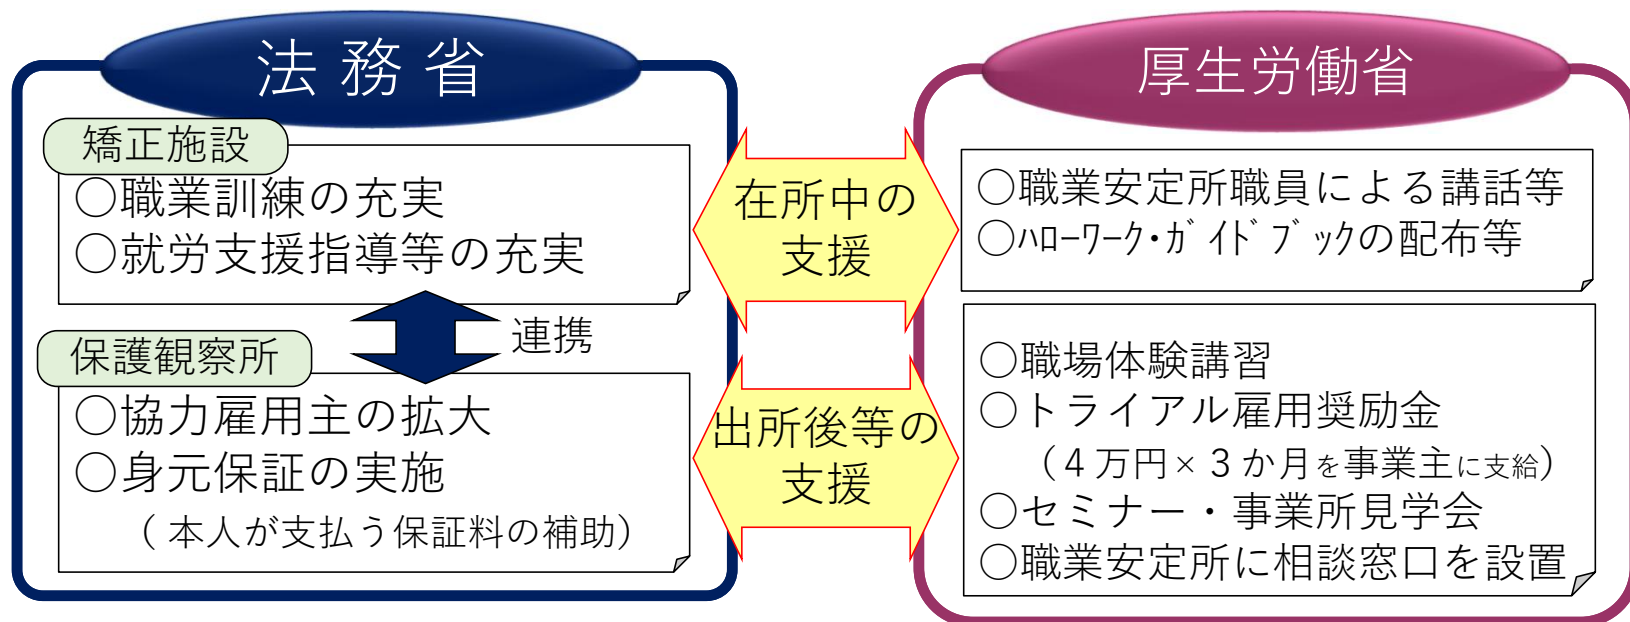 法務省
矯正施設
○職業訓練の充実
○就労支援指導等の充実
連携
保護観察所
○協力雇用主の拡大
○身元保証の実施
（ 本人が支払う保証料の補助）
在所中の
支援
出所後等の
支援
厚生労働省
○職業安定所職員による講話等
○ﾊﾛｰﾜｰｸ・ｶﾞｲﾄﾞﾌﾞｯｸの配布等
○職場体験講習
○トライアル雇用奨励金
（４万円×３か月を事業主に支給）
○セミナー・事業所見学会
○職業安定所に相談窓口を設置